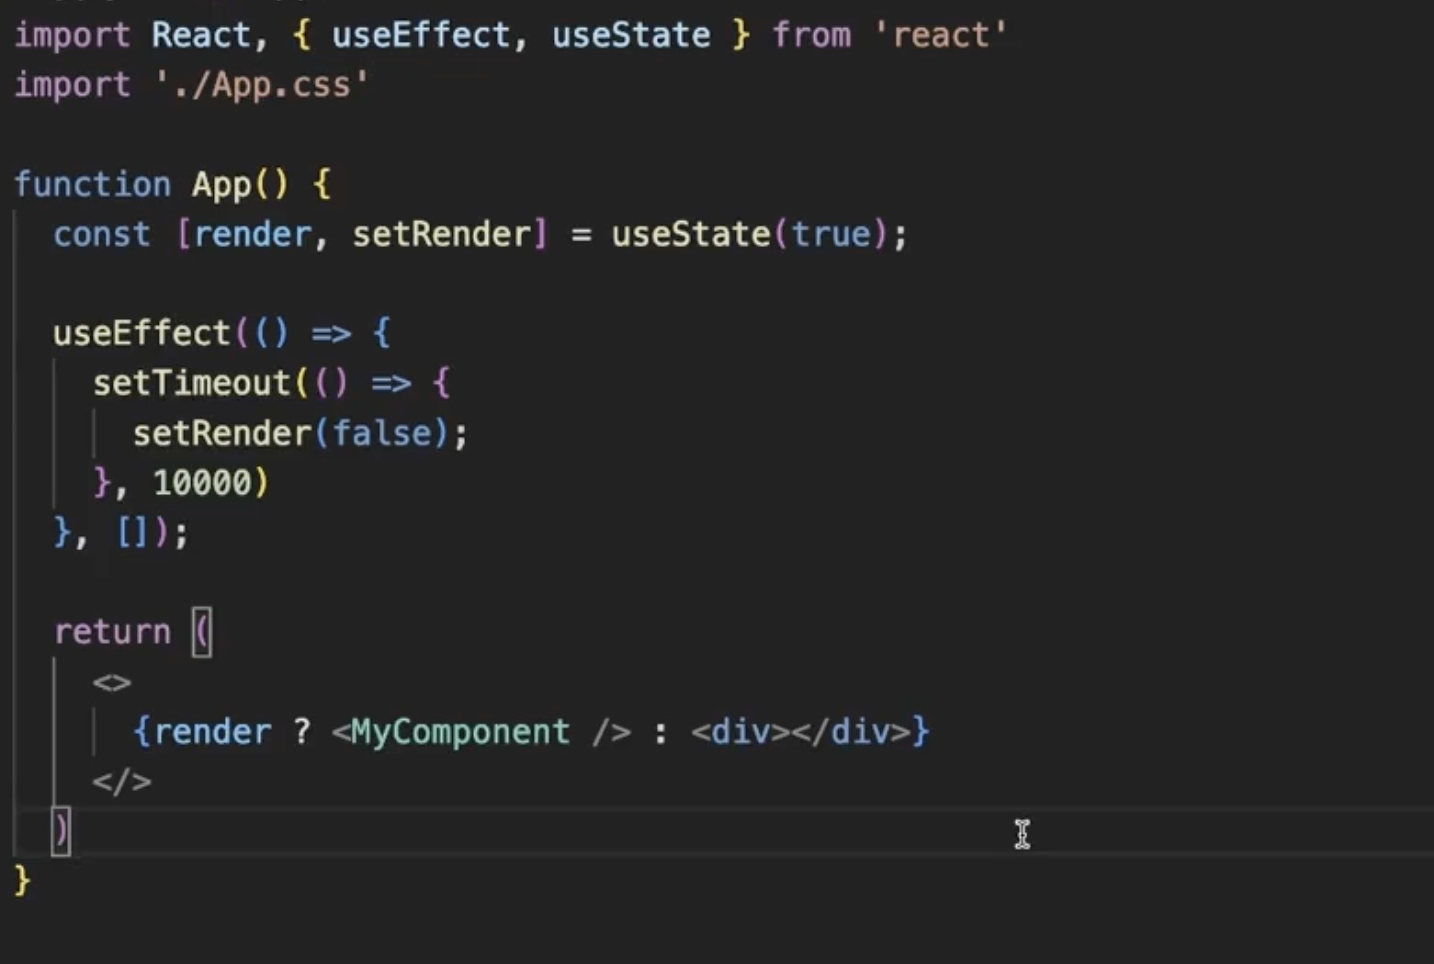 import React, { useEffect, useState } from 'react'
import './App.css'
function App() {
const [render, setRender] = useState(true);
useEffect(() => {
setTimeout(() => {
setRender(false);
}, 10000)
}, []);
return (
<>
{render ? <MyComponent /> : <div></div>}
</>
)
}